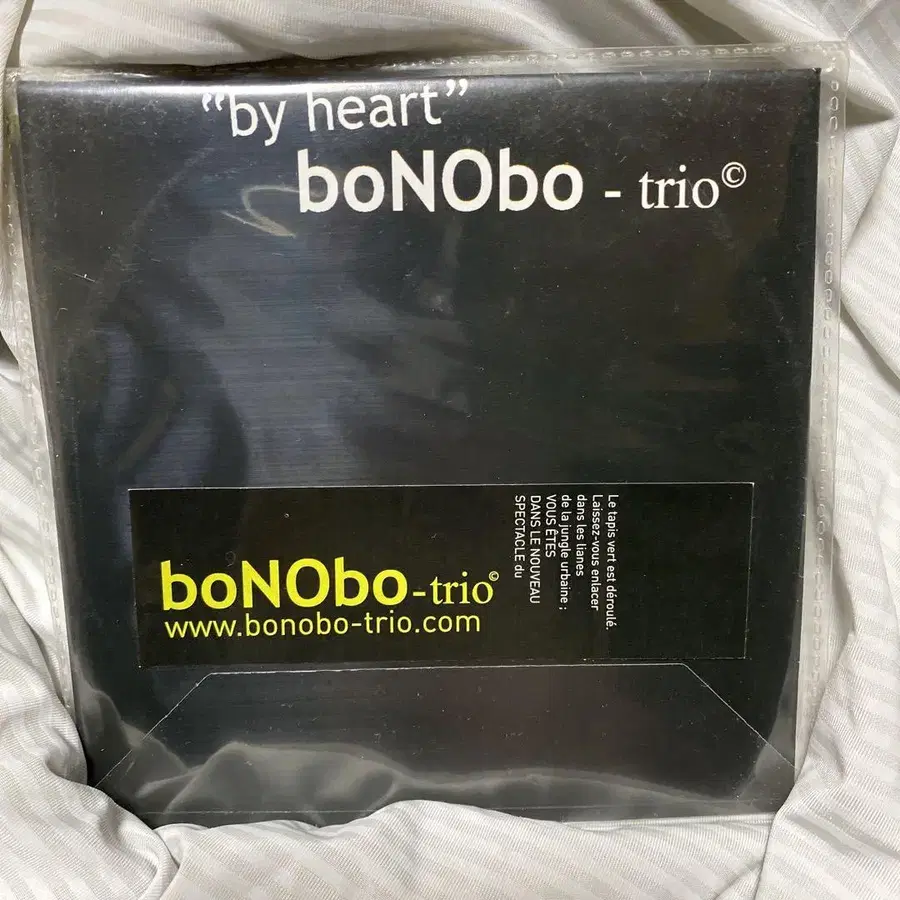 “by heart”
boNObo - trio©
boNObo-trio©
www.bonobo-trio.com
Le tapis vert est déroulé.
Laissez-vous enlacer
dans les lianes
de la jungle urbaine ;
VOUS ÊTES
DANS LE NOUVEAU
SPECTACLE du